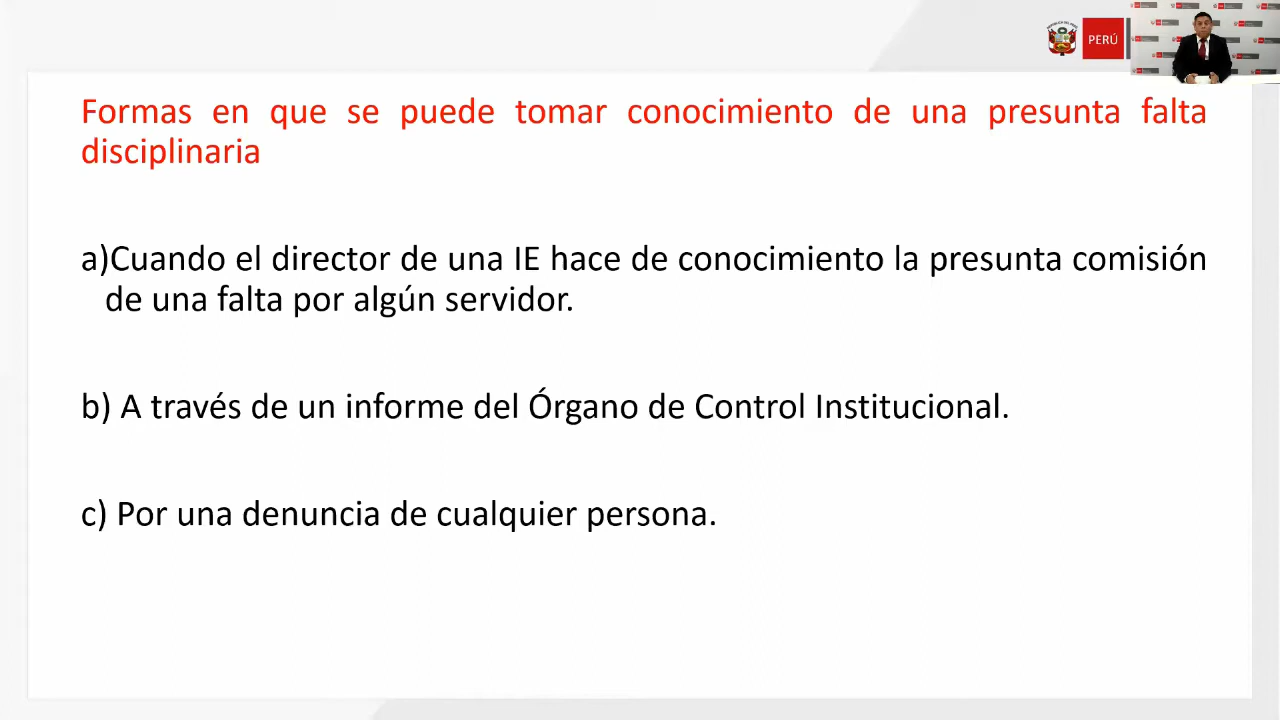 PERÚ
Formas en que se puede tomar conocimiento de una presunta falta
disciplinaria
a)Cuando el director de una IE hace de conocimiento la presunta comisión
de una falta por algún servidor.
b) A través de un informe del Órgano de Control Institucional.
c) Por una denuncia de cualquier persona.